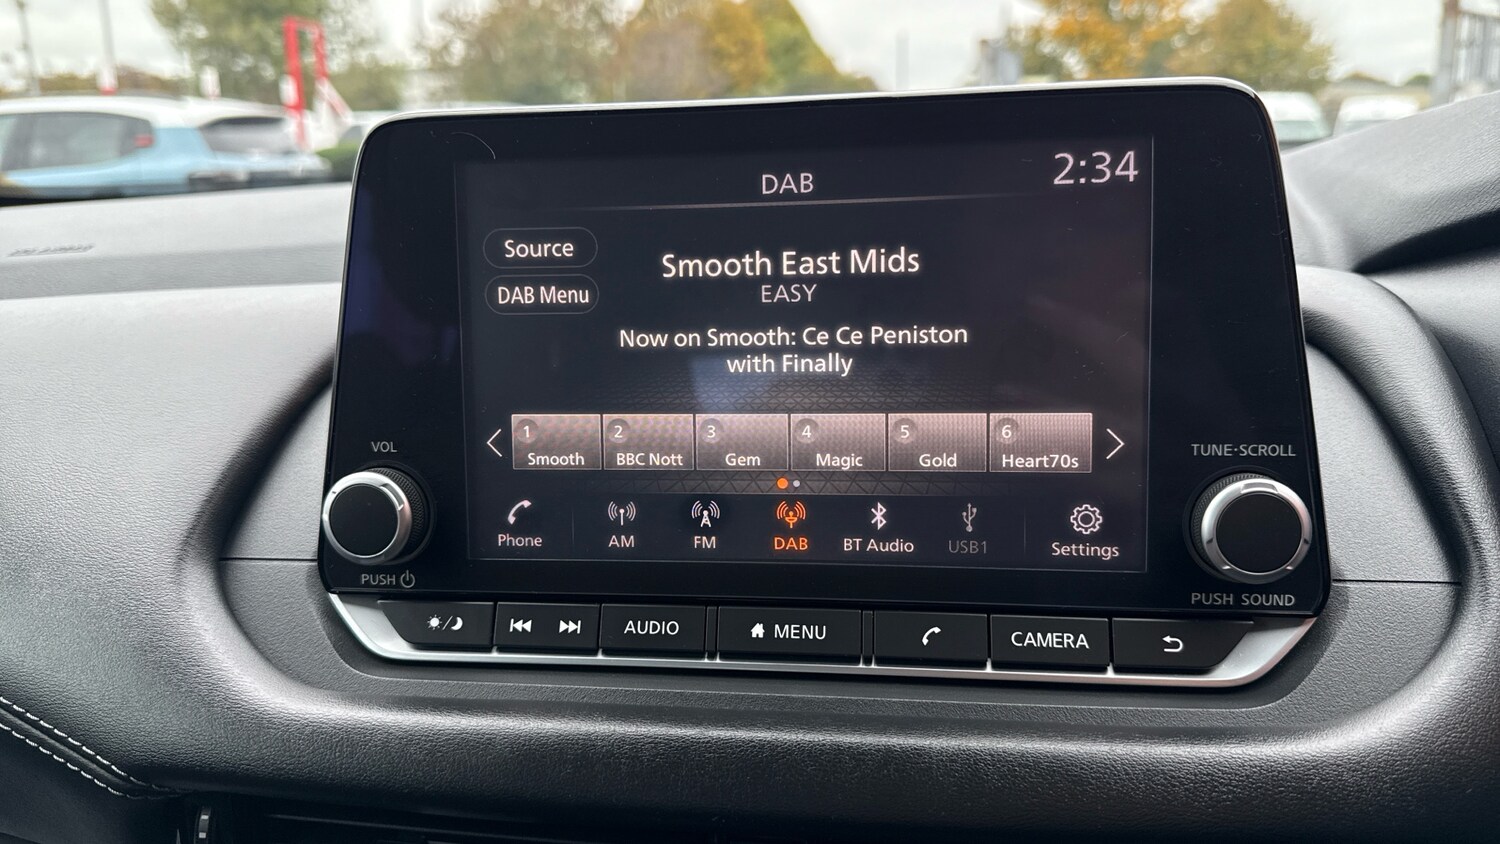 DAB
2:34
Source
Smooth East Mids
DAB Menu
EASY
Now on Smooth: Ce Ce Peniston
with Finally
1
2
3
4
5
6
Smooth
BBC Nott
Gem
Magic
Gold
Heart70s
VOL
TUNE·SCROLL
Phone
AM
FM
DAB
BT Audio
USB1
Settings
PUSH
PUSH SOUND
AUDIO
MENU
CAMERA